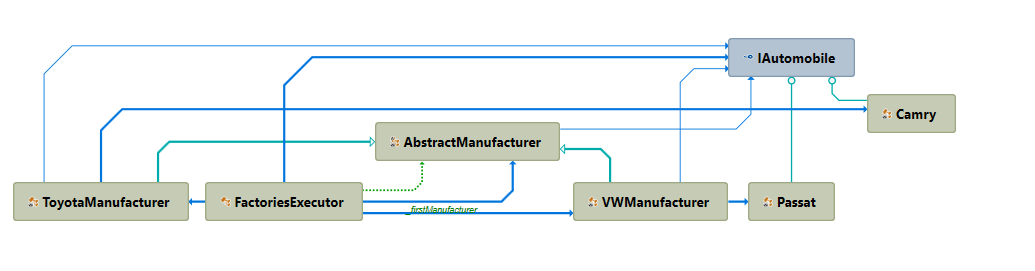 IAutomobile
Camry
AbstractManufacturer
ToyotaManufacturer
FactoriesExecutor
VWManufacturer
Passat
_firstManufacturer